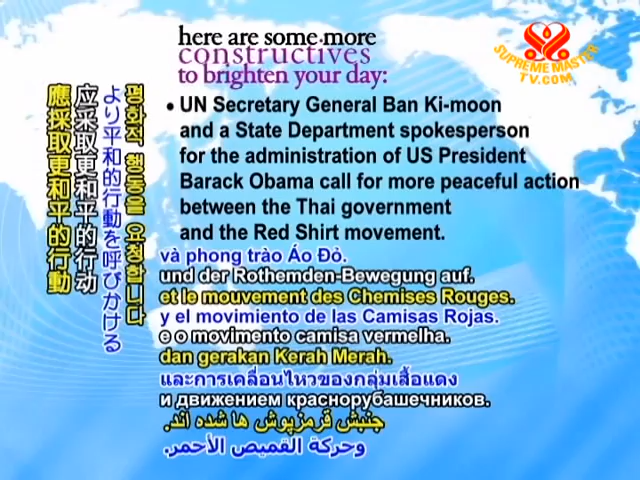 here are some more
constructives
to brighten your day:
SUPREME MASTER
TV.COM
• UN Secretary General Ban Ki-moon
and a State Department spokesperson
for the administration of US President
Barack Obama call for more peaceful action
between the Thai government
and the Red Shirt movement.
應採取更和平的行動
应采取更和平的行动
より平和的行動を呼びかける
평화적 행동을 요청합니다
và phong trào Áo Đỏ.
und der Rothemden-Bewegung auf.
et le mouvement des Chemises Rouges.
y el movimiento de las Camisas Rojas.
e o movimento camisa vermelha.
dan gerakan Kerah Merah.
และการเคลื่อนไหวของกลุ่มเสื้อแดง
и движением краснорубашечников.
جنبش قرمزپوش ها شده اند.
وحركة القميص الأحمر.